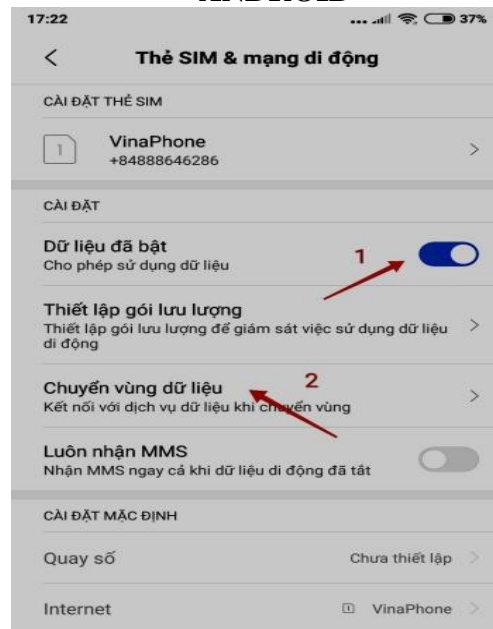 ANDROID
17:22
37%
Thẻ SIM & mạng di động
CÀI ĐẶT THẺ SIM
1
VinaPhone
+84888646286
CÀI ĐẶT
Dữ liệu đã bật
1
Cho phép sử dụng dữ liệu
Thiết lập gói lưu lượng
Thiết lập gói lưu lượng để giám sát việc sử dụng dữ liệu
di động
Chuyển vùng dữ liệu
2
Kết nối với dịch vụ dữ liệu khi chuyển vùng
Luôn nhận MMS
Nhận MMS ngay cả khi dữ liệu di động đã tắt
CÀI ĐẶT MẶC ĐỊNH
Quay số Chưa thiết lập
Internet 1 VinaPhone